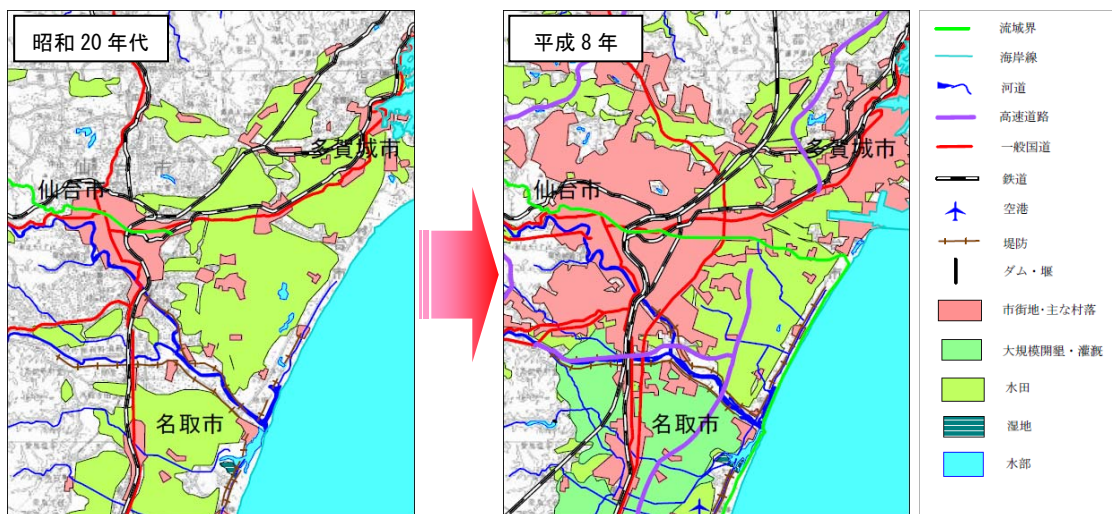 昭和 20 年代
仙台市
多賀城市
名取市
平成 8 年
仙台市
多賀城市
名取市
流域界
海岸線
河道
高速道路
一般国道
鉄道
空港
堤防
ダム・堰
市街地・主な村落
大規模開墾・灌漑
水田
湿地
水部